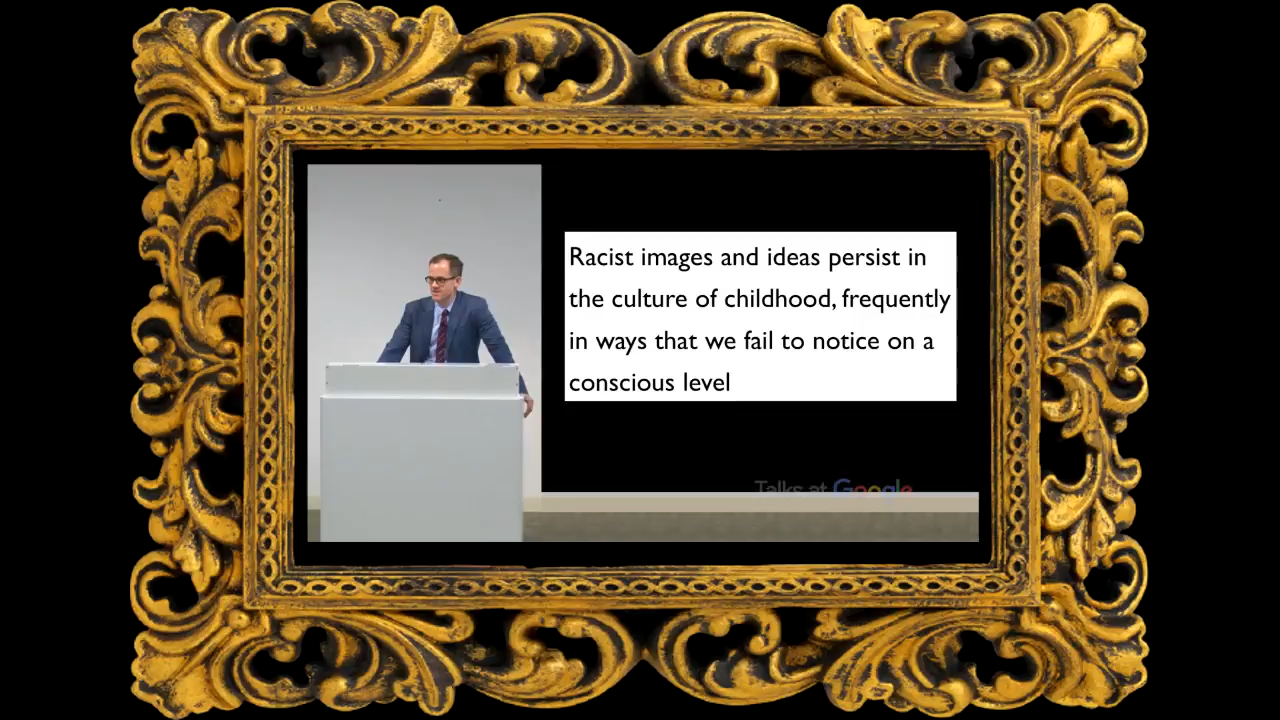 Racist images and ideas persist in
the culture of childhood, frequently
in ways that we fail to notice on a
conscious level
Talks at Google